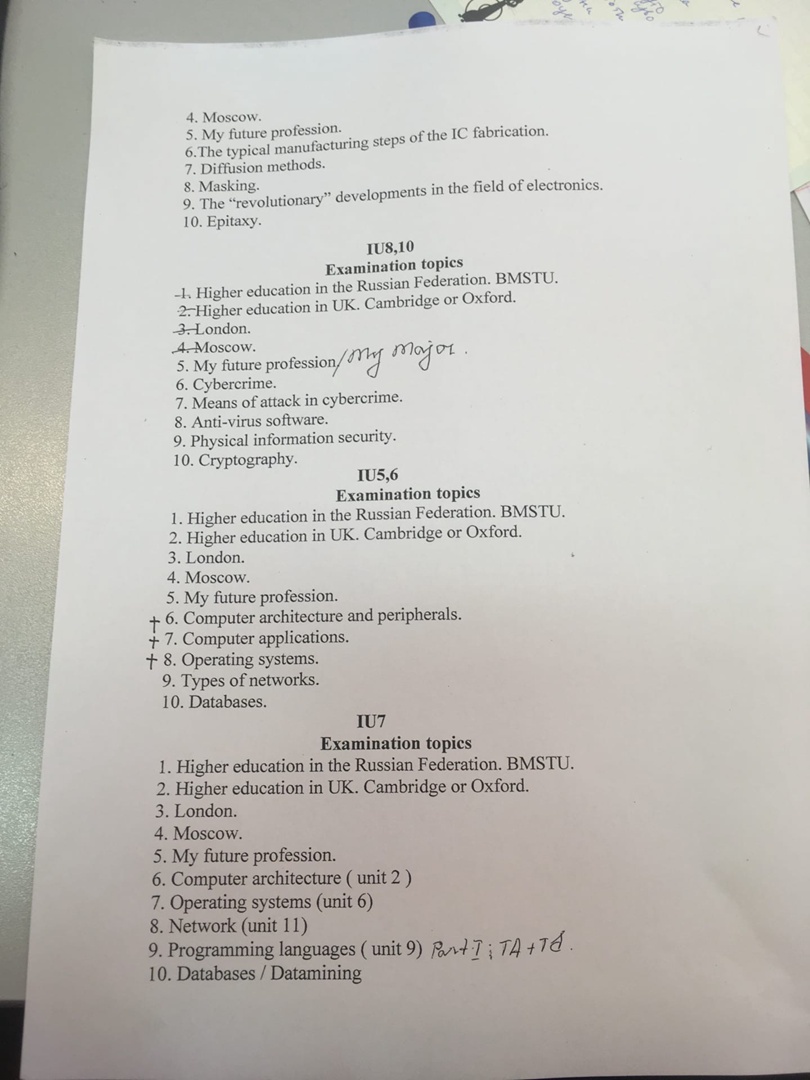 4. Moscow.
5. My future profession.
6.The typical manufacturing steps of the IC fabrication.
7. Diffusion methods.
8. Masking.
9. The “revolutionary” developments in the field of electronics.
10. Epitaxy.
IU8,10
Examination topics
1. Higher education in the Russian Federation. BMSTU.
2. Higher education in UK. Cambridge or Oxford.
3. London.
4. Moscow.
5. My future profession/My Major.
6. Cybercrime.
7. Means of attack in cybercrime.
8. Anti-virus software.
9. Physical information security.
10. Cryptography.
IU5,6
Examination topics
1. Higher education in the Russian Federation. BMSTU.
2. Higher education in UK. Cambridge or Oxford.
3. London.
4. Moscow.
5. My future profession.
+ 6. Computer architecture and peripherals.
+ 7. Computer applications.
+ 8. Operating systems.
9. Types of networks.
10. Databases.
IU7
Examination topics
1. Higher education in the Russian Federation. BMSTU.
2. Higher education in UK. Cambridge or Oxford.
3. London.
4. Moscow.
5. My future profession.
6. Computer architecture ( unit 2 )
7. Operating systems (unit 6)
8. Network (unit 11)
9. Programming languages ( unit 9) Part I; TA +
10. Databases / Datamining